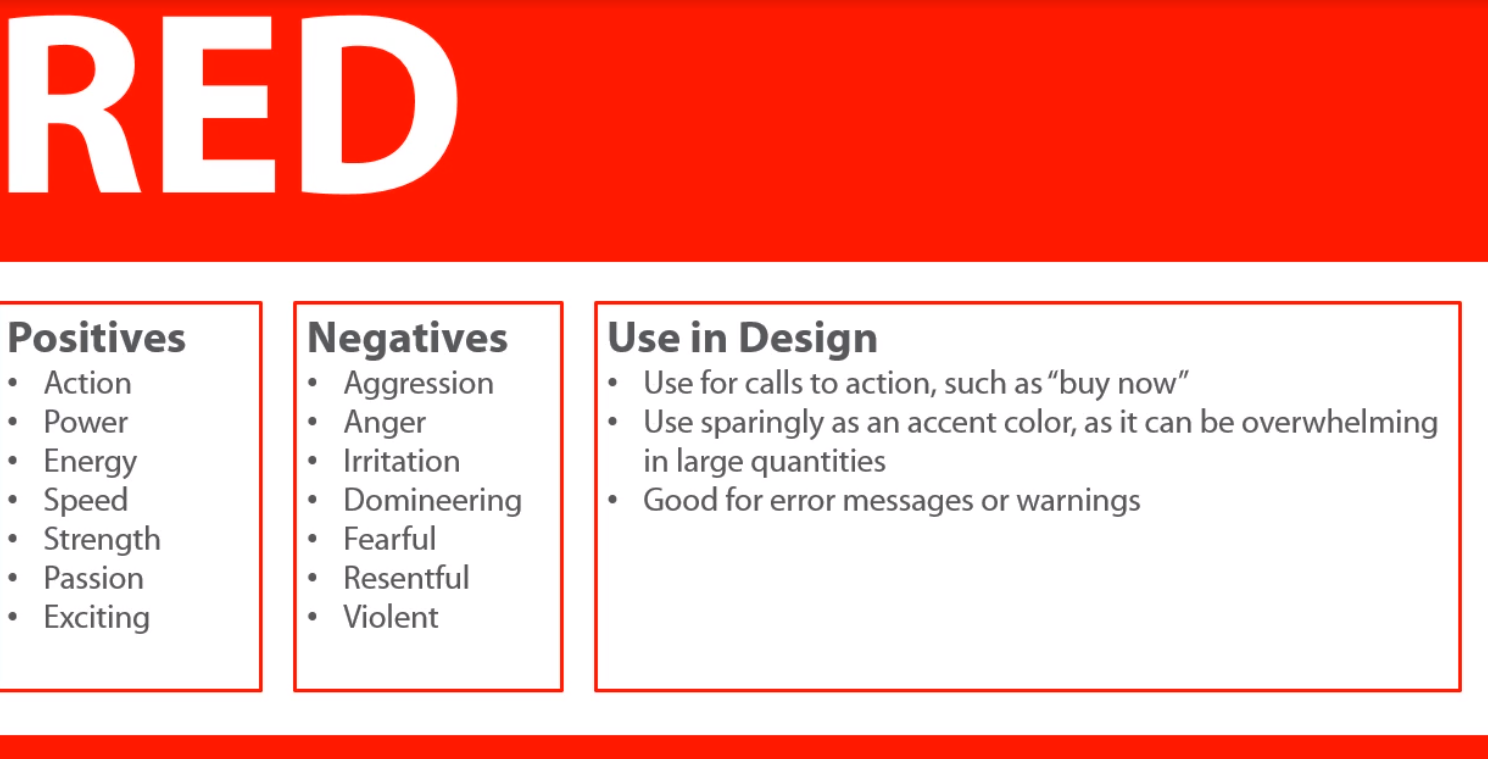 RED
Positives
• Action
• Power
• Energy
• Speed
• Strength
• Passion
• Exciting
Negatives
• Aggression
• Anger
• Irritation
• Domineering
• Fearful
• Resentful
• Violent
Use in Design
• Use for calls to action, such as “buy now”
• Use sparingly as an accent color, as it can be overwhelming
in large quantities
• Good for error messages or warnings